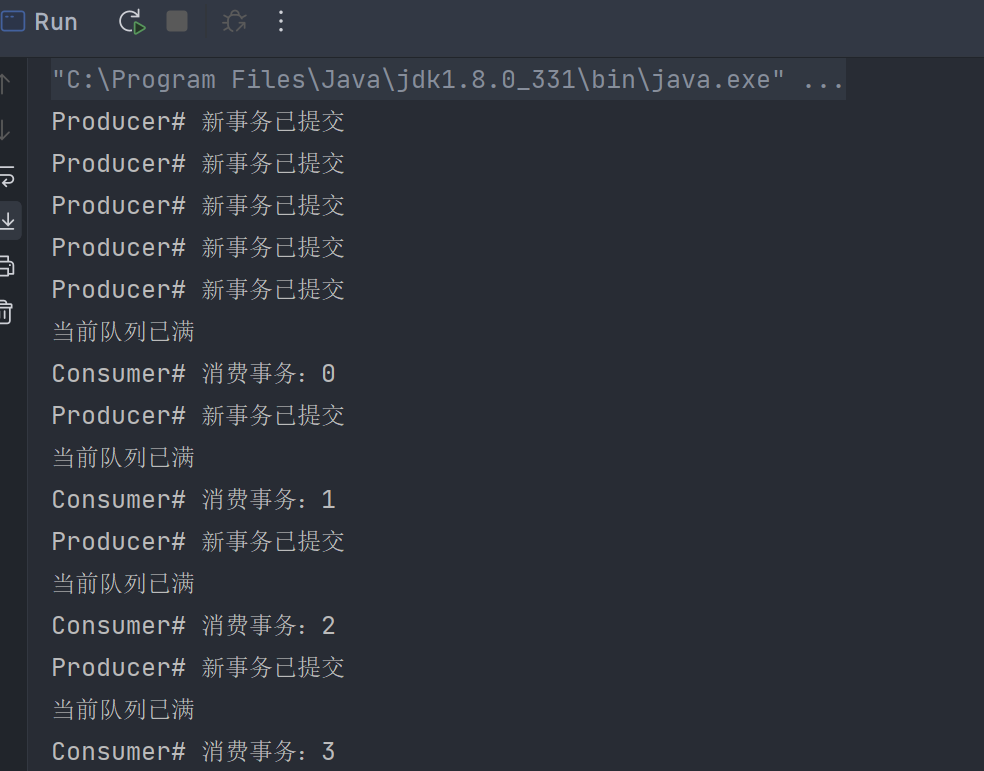 Run
"C:\Program Files\Java\jdk1.8.0_331\bin\java.exe" ...
Producer# 新事务已提交
Producer# 新事务已提交
Producer# 新事务已提交
Producer# 新事务已提交
Producer# 新事务已提交
当前队列已满
Consumer# 消费事务：0
Producer# 新事务已提交
当前队列已满
Consumer# 消费事务：1
Producer# 新事务已提交
当前队列已满
Consumer# 消费事务：2
Producer# 新事务已提交
当前队列已满
Consumer# 消费事务：3